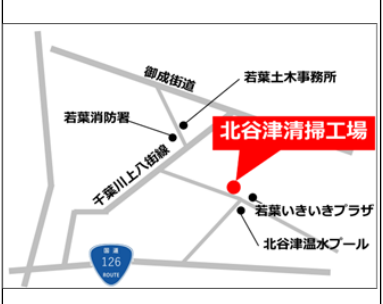 御成街道
若葉土木事務所
若葉消防署
北谷津清掃工場
千葉川上八街線
若葉いきいきプラザ
北谷津温水プール
国道
126
ROUTE